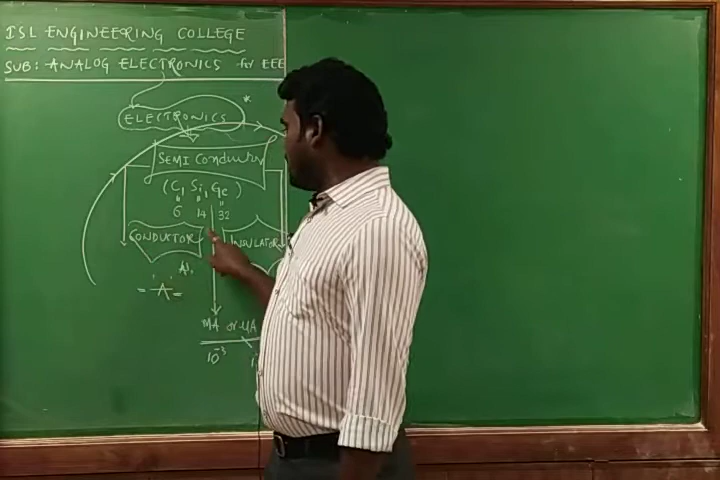 ISL ENGINEERING COLLEGE
SUB: ANALOG ELECTRONICS for EEE
ELECTRONICS *
SEMI CONDUCTOR
(C, Si, Ge)
6 14 32
CONDUCTOR INSULATOR
Al,
= A =
MA or UA
10⁻³